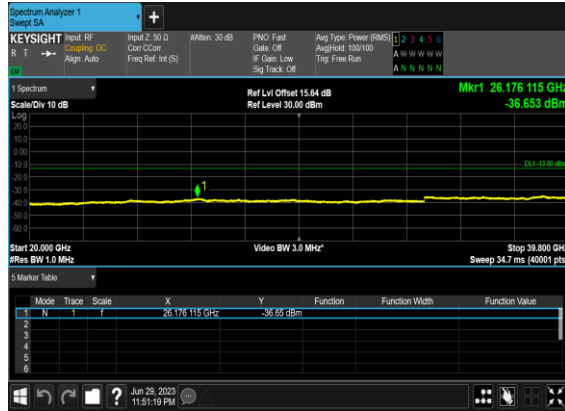 Spectrum Analyzer 1
Swept SA
+
KEYSIGHT Input: RF Input Z: 50 Ω #Atten: 30 dB PNO: Fast Avg Type: Power (RMS) 1 2 3 4 5 6
R T Coupling: DC Corr CCorr Gate: Off Avg|Hold: 100/100 A W W W W W
Align: Auto Freq Ref: Int (S) IF Gain: Low Trig: Free Run
Sig Track: Off A N N N N N
1 Spectrum
Scale/Div 10 dB Ref Lvl Offset 15.64 dB Mkr1 26.176 115 GHz
Ref Level 30.00 dBm -36.653 dBm
Log
20.0
10.0
0.00
-10.0
DL1 -13.00 dBm
-20.0
-30.0
1
-40.0
-50.0
-60.0
Start 20.000 GHz Video BW 3.0 MHz* Stop 39.800 GHz
#Res BW 1.0 MHz Sweep 34.7 ms (40001 pts)
5 Marker Table
Mode Trace Scale X Y Function Function Width Function Value
1 N 1 f 26.176 115 GHz -36.65 dBm
2
3
4
5
6
? Jun 29, 2023
11:51:19 PM